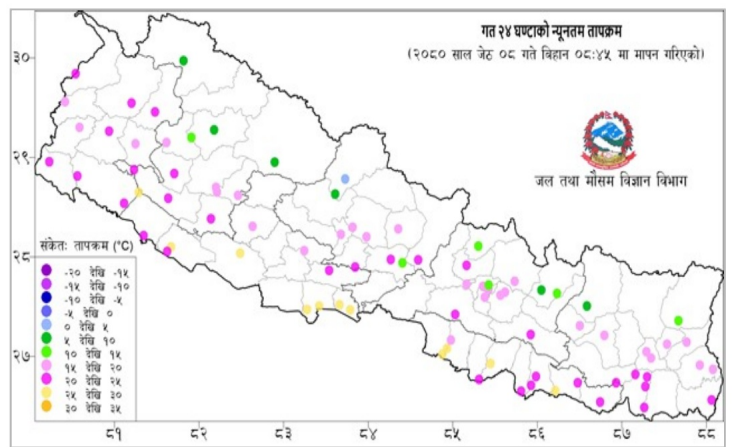 गत २४ घण्टाको न्यूनतम तापक्रम
(२०८० साल जेठ ०८ गते बिहान ०८:४५ मा मापन गरिएको)
जल तथा मौसम विज्ञान विभाग
३०
२९
२८
२७
संकेतः तापक्रम (°C)
-२० देखि -१५
-१५ देखि -१०
-१० देखि -५
-५ देखि ०
० देखि ५
५ देखि १०
१० देखि १५
१५ देखि २०
२० देखि २५
२५ देखि ३०
३० देखि ३५
८१ ८२ ८३ ८४ ८५ ८६ ८७ ८८